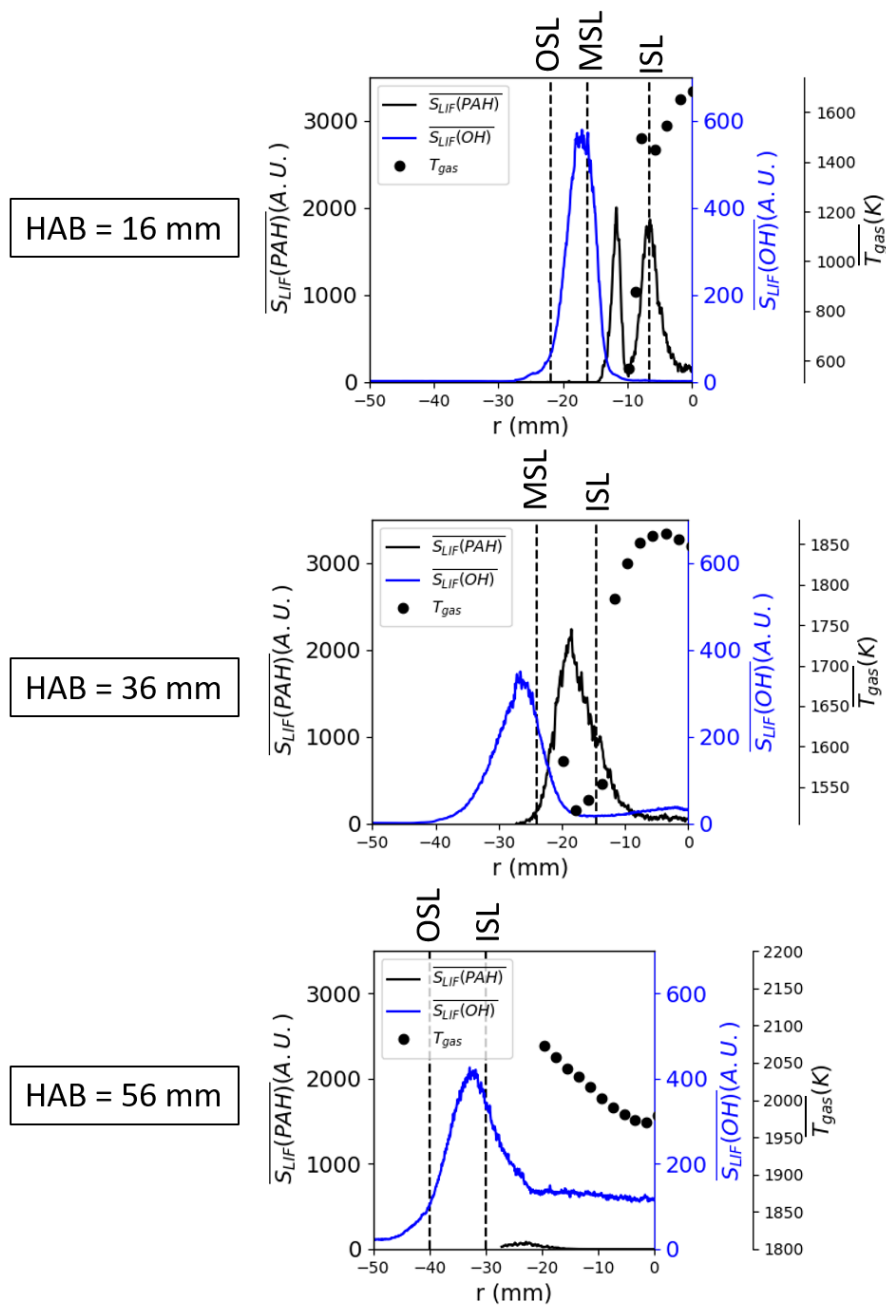 OSL MSL ISL
HAB = 16 mm
S_LIF(PAH)
S_LIF(OH)
T_gas
S_LIF(PAH)(A. U.)
3000
2000
1000
0
−50 −40 −30 −20 −10 0
r (mm)
600
400
200
0
S_LIF(OH)(A. U.)
1600
1400
1200
1000
800
600
T_gas(K)
MSL ISL
HAB = 36 mm
S_LIF(PAH)
S_LIF(OH)
T_gas
S_LIF(PAH)(A. U.)
3000
2000
1000
0
−50 −40 −30 −20 −10 0
r (mm)
600
400
200
0
S_LIF(OH)(A. U.)
1850
1800
1750
1700
1650
1600
1550
T_gas(K)
OSL ISL
HAB = 56 mm
S_LIF(PAH)
S_LIF(OH)
T_gas
S_LIF(PAH)(A. U.)
3000
2000
1000
0
−50 −40 −30 −20 −10 0
r (mm)
600
400
200
0
S_LIF(OH)(A. U.)
2200
2150
2100
2050
2000
1950
1900
1850
1800
T_gas(K)